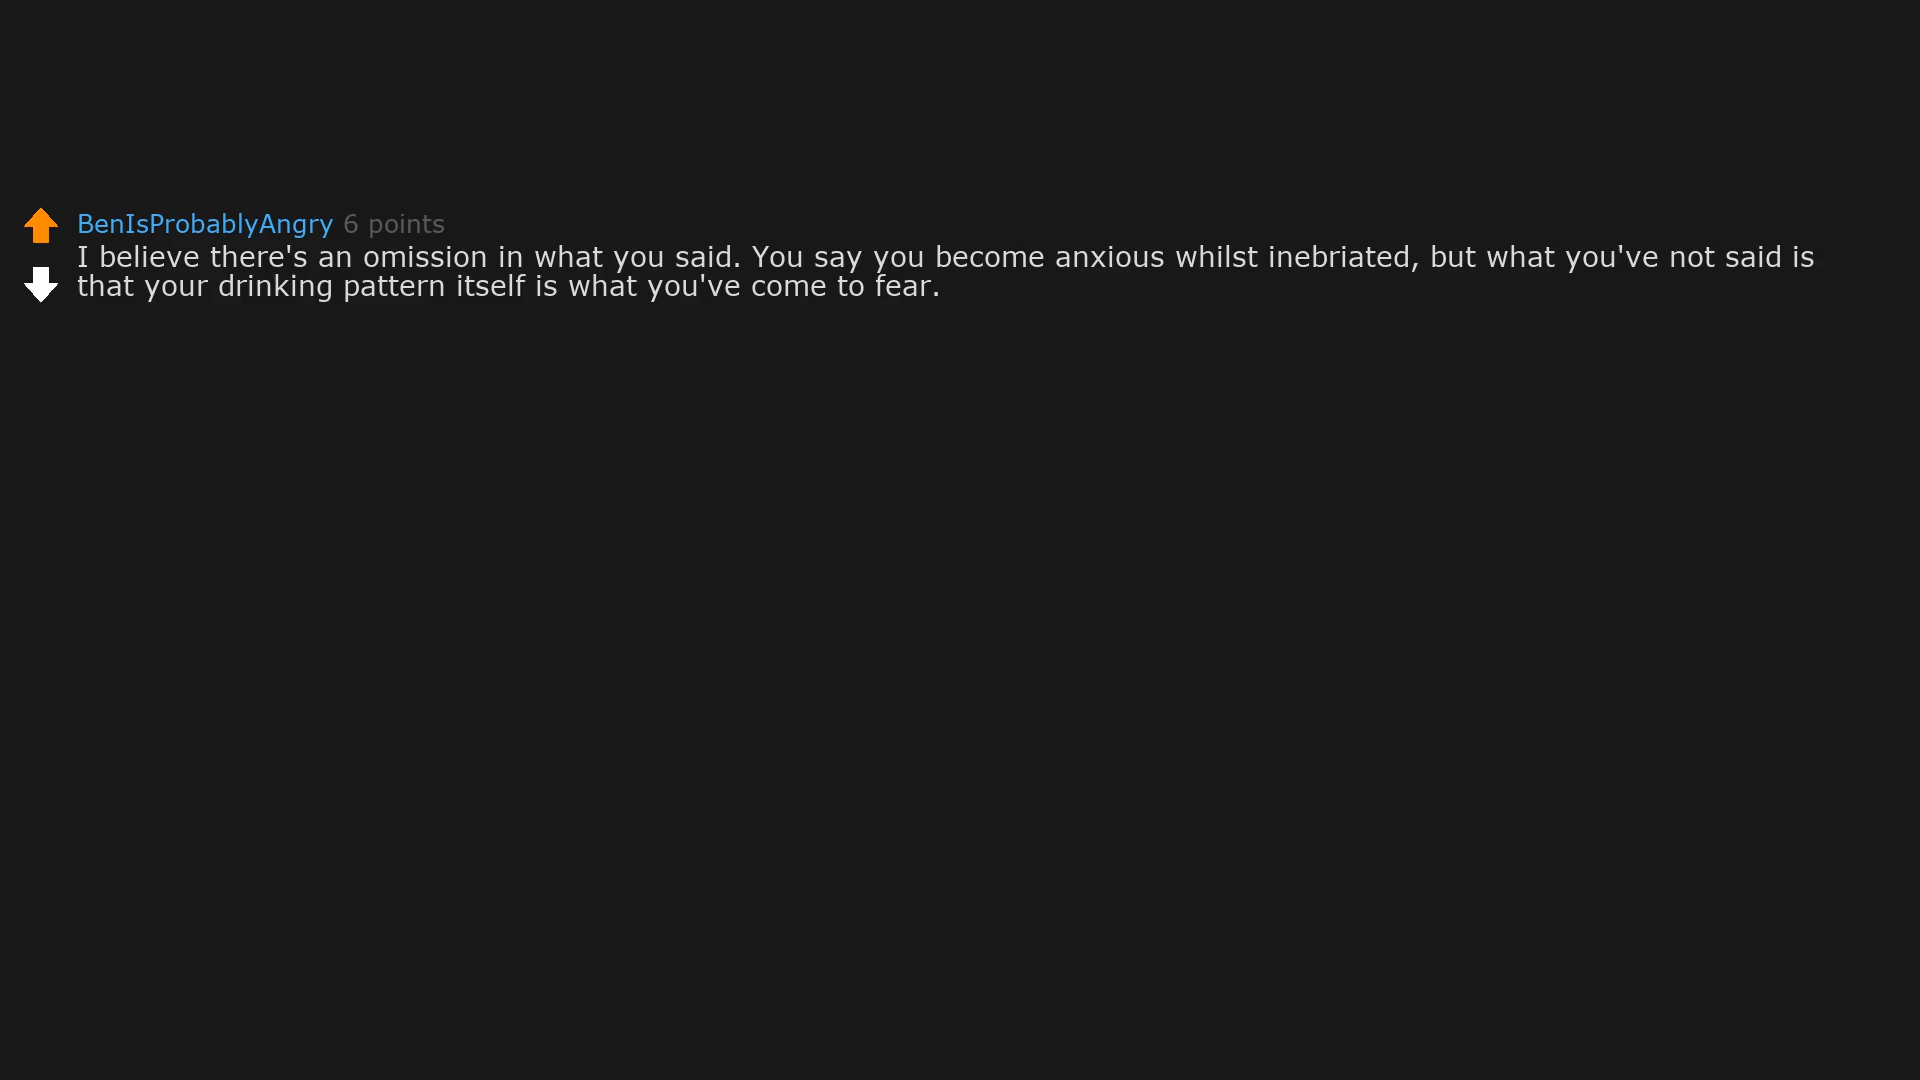 BenIsProbablyAngry 6 points
I believe there's an omission in what you said. You say you become anxious whilst inebriated, but what you've not said is
that your drinking pattern itself is what you've come to fear.